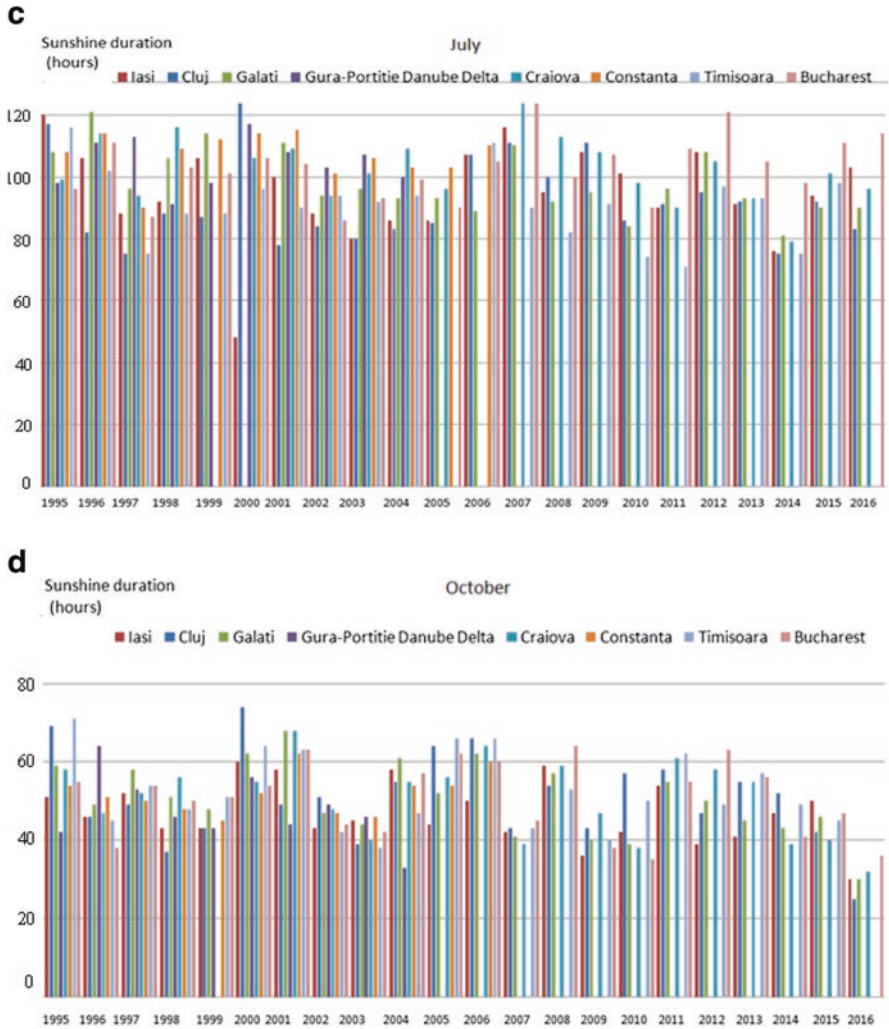 c
Sunshine duration
(hours)
July
Iasi Cluj Galati Gura-Portitie Danube Delta Craiova Constanta Timisoara Bucharest
120
100
80
60
40
20
0
1995 1996 1997 1998 1999 2000 2001 2002 2003 2004 2005 2006 2007 2008 2009 2010 2011 2012 2013 2014 2015 2016
d
Sunshine duration
(hours)
October
Iasi Cluj Galati Gura-Portitie Danube Delta Craiova Constanta Timisoara Bucharest
80
60
40
20
0
1995 1996 1997 1998 1999 2000 2001 2002 2003 2004 2005 2006 2007 2008 2009 2010 2011 2012 2013 2014 2015 2016